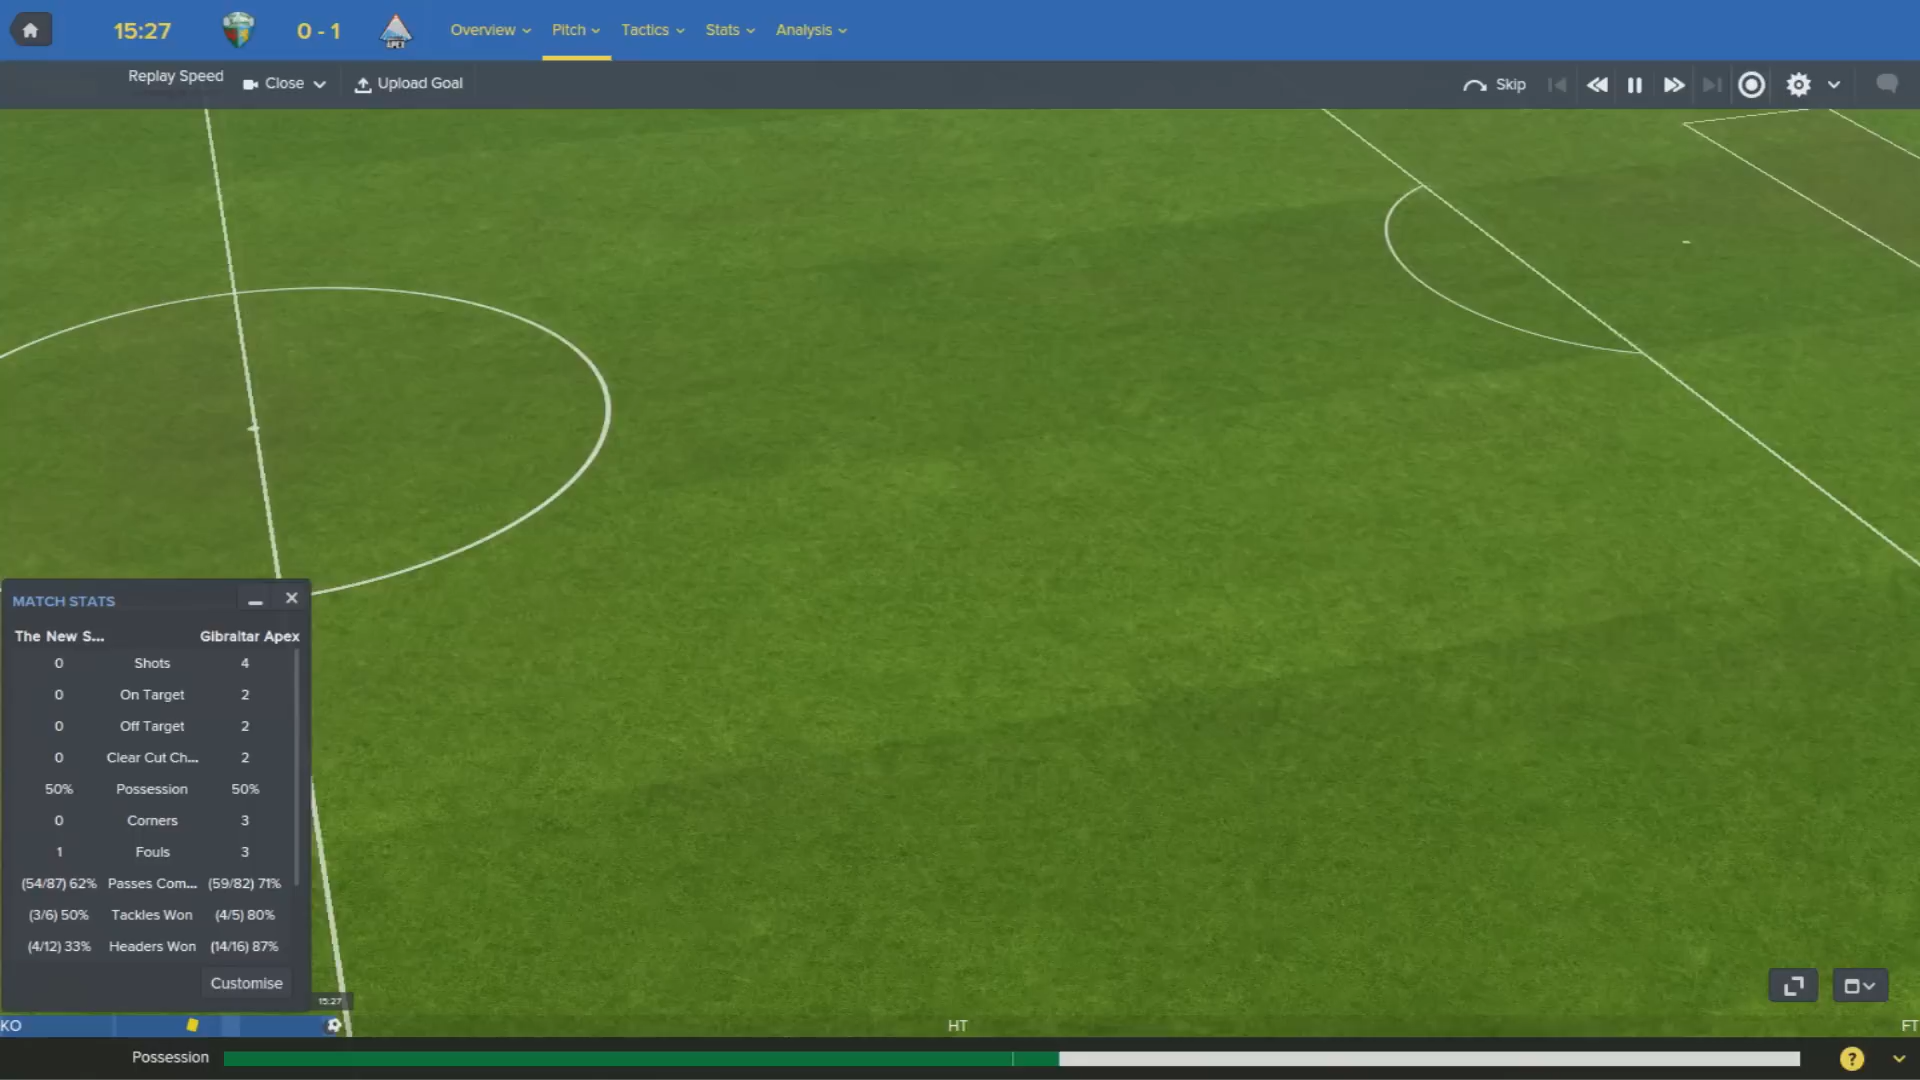 15:27
0 - 1
APEX
Overview
Pitch
Tactics
Stats
Analysis
Replay Speed
Close
Upload Goal
Skip
MATCH STATS
The New S...
Gibraltar Apex
0 Shots 4
0 On Target 2
0 Off Target 2
0 Clear Cut Ch... 2
50% Possession 50%
0 Corners 3
1 Fouls 3
(54/87) 62% Passes Com... (59/82) 71%
(3/6) 50% Tackles Won (4/5) 80%
(4/12) 33% Headers Won (14/16) 87%
Customise
15:27
KO
HT
FT
Possession
?